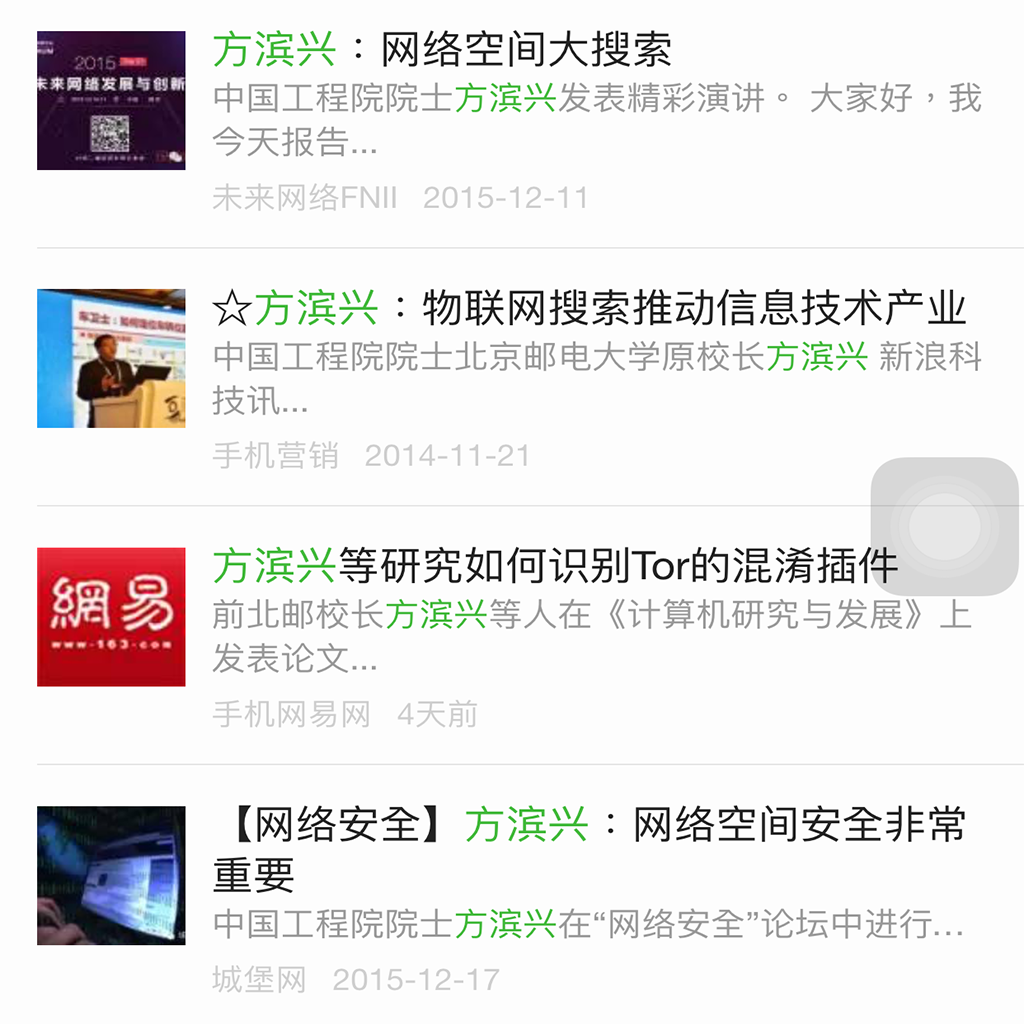 2015
未来网络发展与创新
方滨兴：网络空间大搜索
中国工程院院士方滨兴发表精彩演讲。 大家好，我
今天报告...
未来网络FNII 2015-12-11
☆方滨兴：物联网搜索推动信息技术产业
中国工程院院士北京邮电大学原校长方滨兴 新浪科
技讯...
手机营销 2014-11-21
網易
www·163·com
方滨兴等研究如何识别Tor的混淆插件
前北邮校长方滨兴等人在《计算机研究与发展》上
发表论文...
手机网易网 4天前
【网络安全】方滨兴：网络空间安全非常
重要
中国工程院院士方滨兴在“网络安全”论坛中进行...
城堡网 2015-12-17